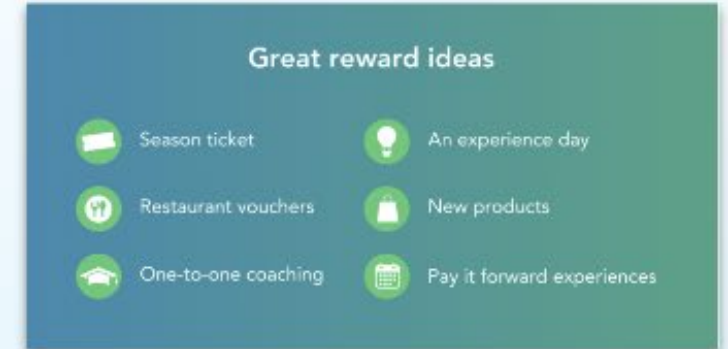 Great reward ideas
Season ticket
An experience day
Restaurant vouchers
New products
One-to-one coaching
Pay it forward experiences